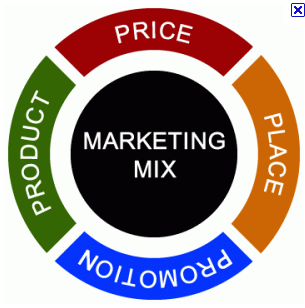 PRICE
PRODUCT
MARKETING
MIX
PLACE
PROMOTION